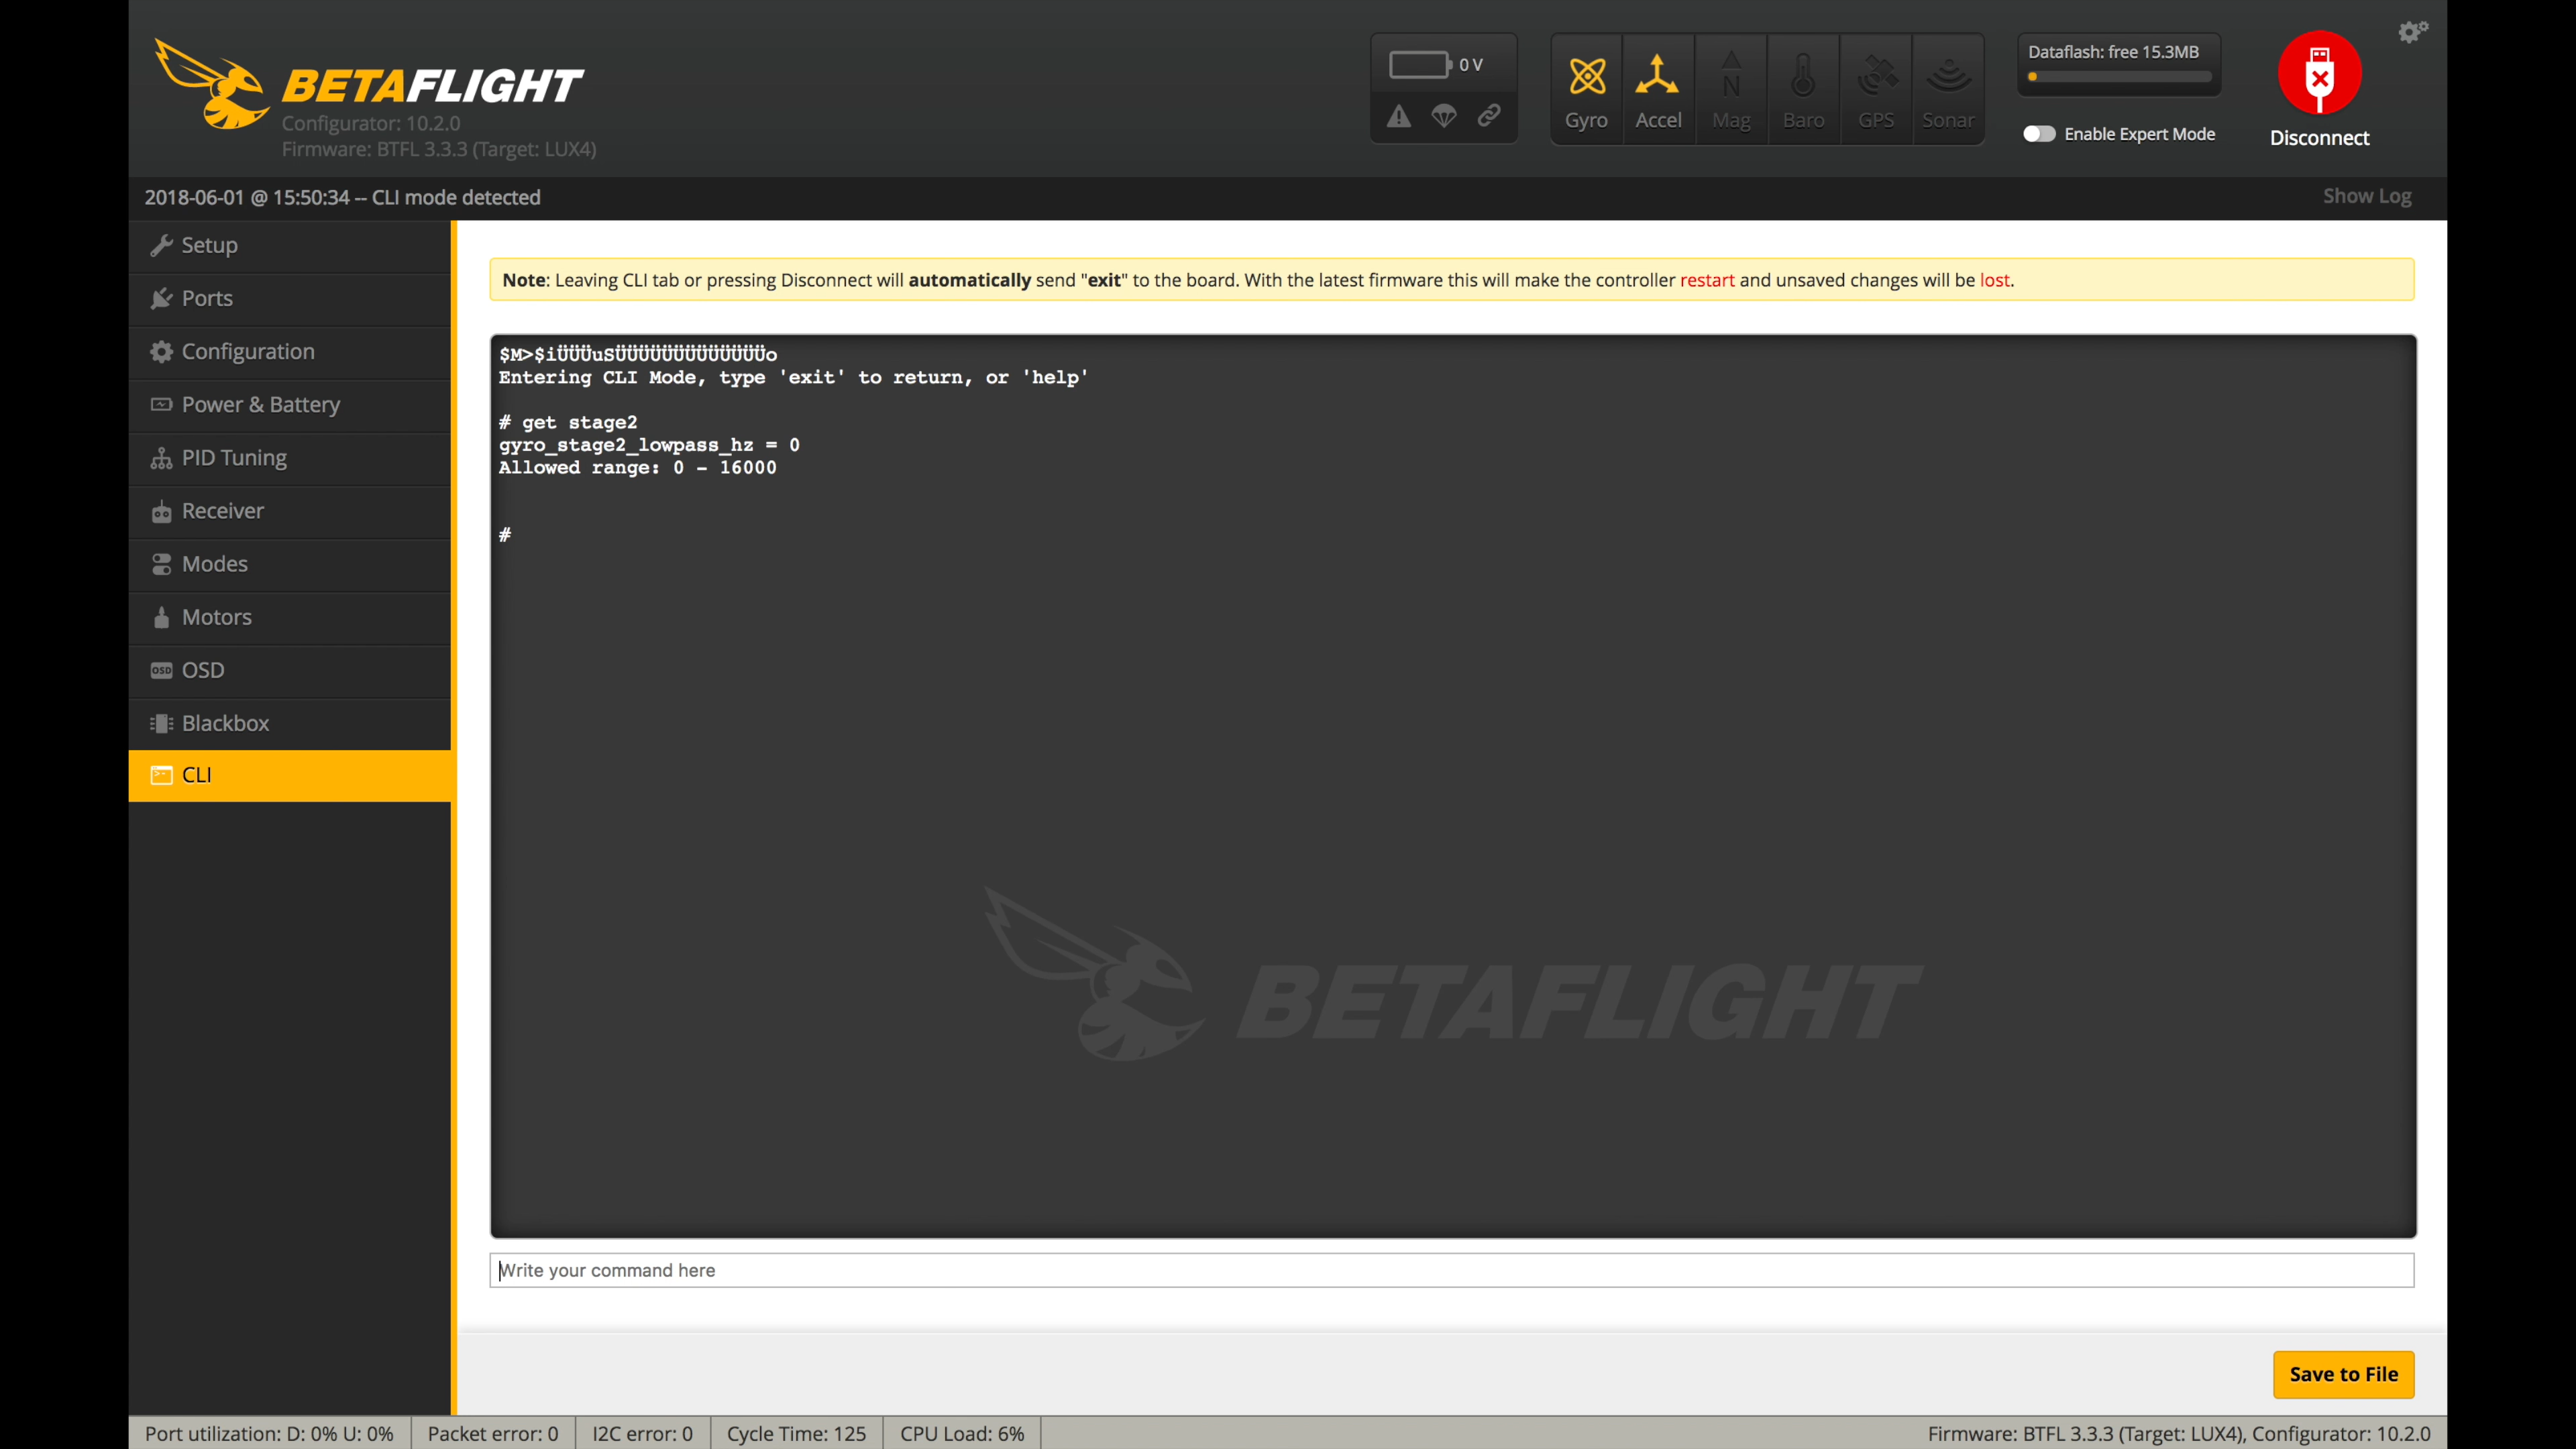 BETAFLIGHT
Configurator: 10.2.0
Firmware: BTFL 3.3.3 (Target: LUX4)
0 V
Gyro
Accel
Mag
Baro
GPS
Sonar
Dataflash: free 15.3MB
Enable Expert Mode
Disconnect
2018-06-01 @ 15:50:34 -- CLI mode detected
Show Log
Setup
Ports
Configuration
Power & Battery
PID Tuning
Receiver
Modes
Motors
OSD
OSD
Blackbox
CLI
Note: Leaving CLI tab or pressing Disconnect will automatically send "exit" to the board. With the latest firmware this will make the controller restart and unsaved changes will be lost.
$M>$iÜÜÜuSÜÜÜÜÜÜÜÜÜÜÜÜÜo
Entering CLI Mode, type 'exit' to return, or 'help'
# get stage2
gyro_stage2_lowpass_hz = 0
Allowed range: 0 - 16000
#
BETAFLIGHT
Write your command here
Save to File
Port utilization: D: 0% U: 0%
Packet error: 0
I2C error: 0
Cycle Time: 125
CPU Load: 6%
Firmware: BTFL 3.3.3 (Target: LUX4), Configurator: 10.2.0